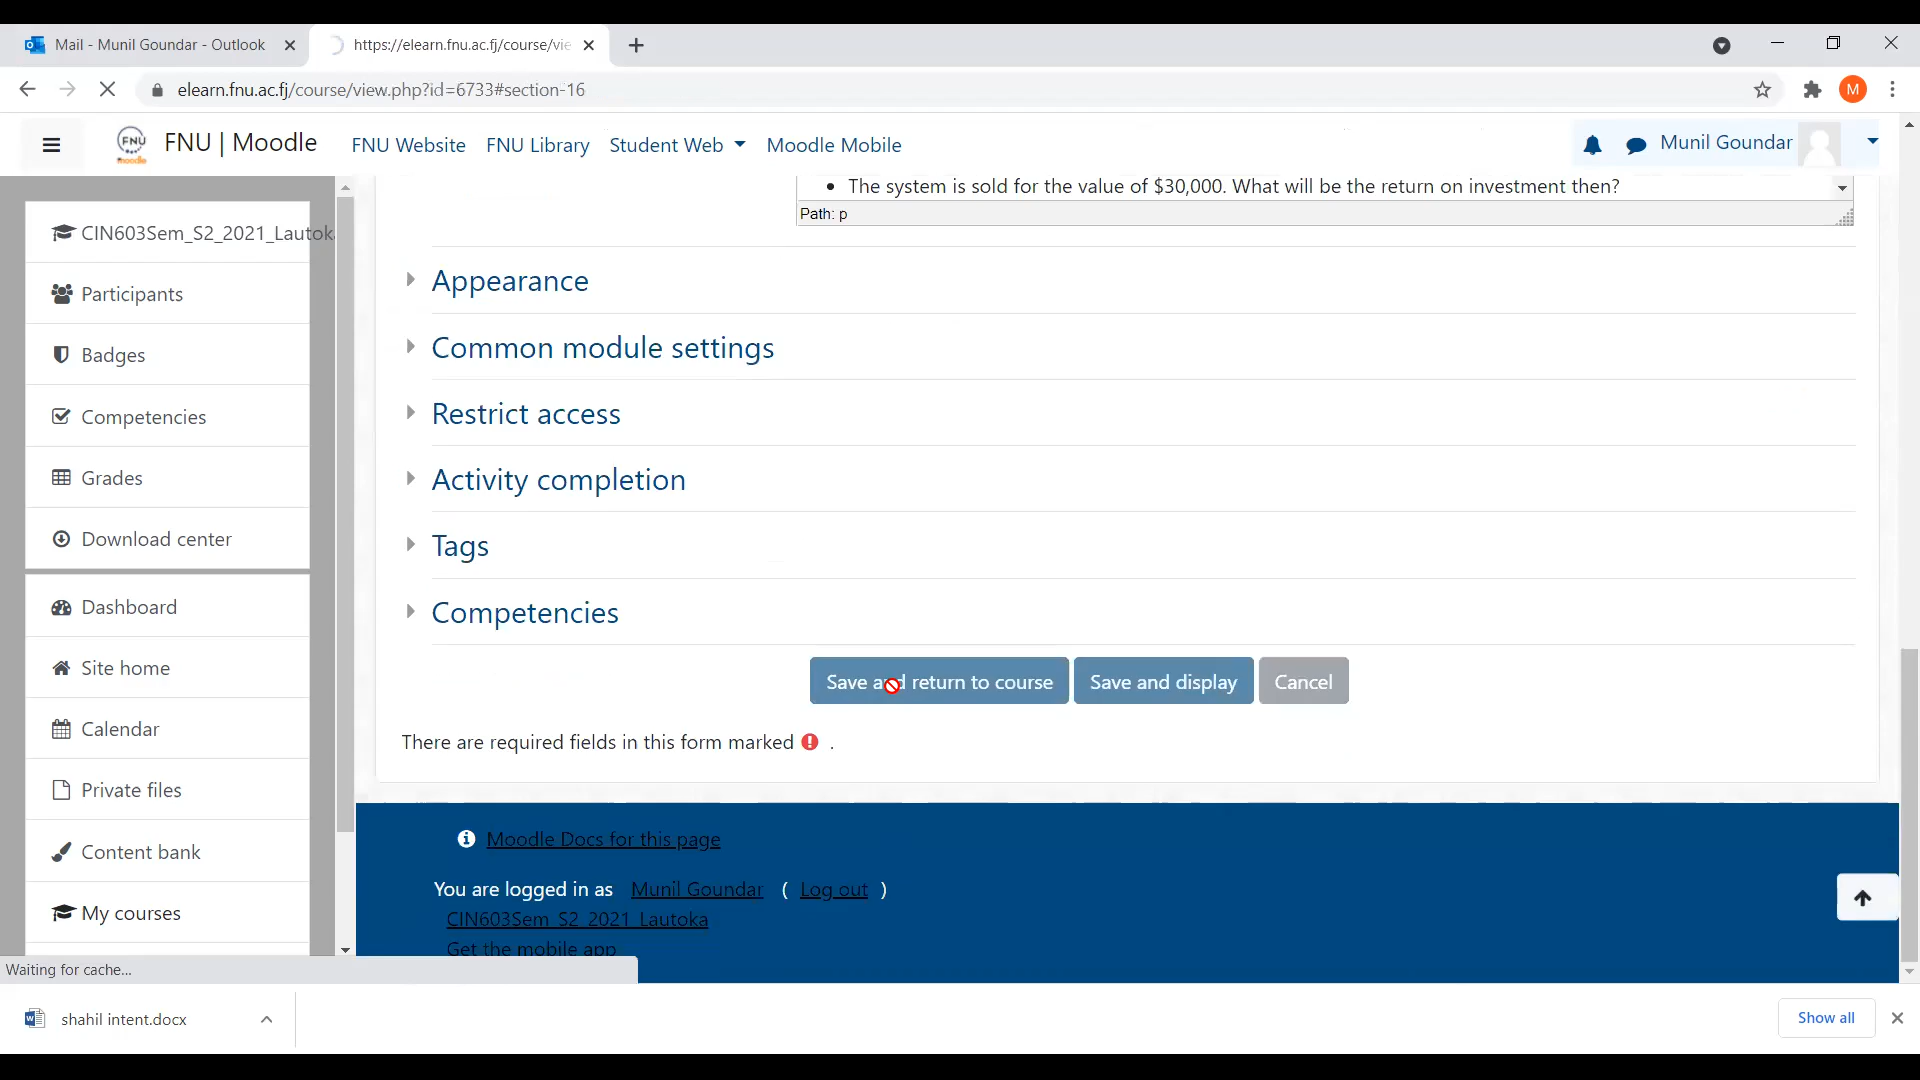 Mail - Munil Goundar - Outlook
https://elearn.fnu.ac.fj/course/vie
elearn.fnu.ac.fj/course/view.php?id=6733#section-16
M
FNU
moodle
FNU | Moodle
FNU Website
FNU Library
Student Web
Moodle Mobile
Munil Goundar
CIN603Sem_S2_2021_Lautok
Participants
Badges
Competencies
Grades
Download center
Dashboard
Site home
Calendar
Private files
Content bank
My courses
• The system is sold for the value of $30,000. What will be the return on investment then?
Path: p
Appearance
Common module settings
Restrict access
Activity completion
Tags
Competencies
Save and return to course
Save and display
Cancel
There are required fields in this form marked .
Moodle Docs for this page
You are logged in as Munil Goundar ( Log out )
CIN603Sem_S2_2021_Lautoka
Get the mobile app
Waiting for cache...
shahil intent.docx
Show all